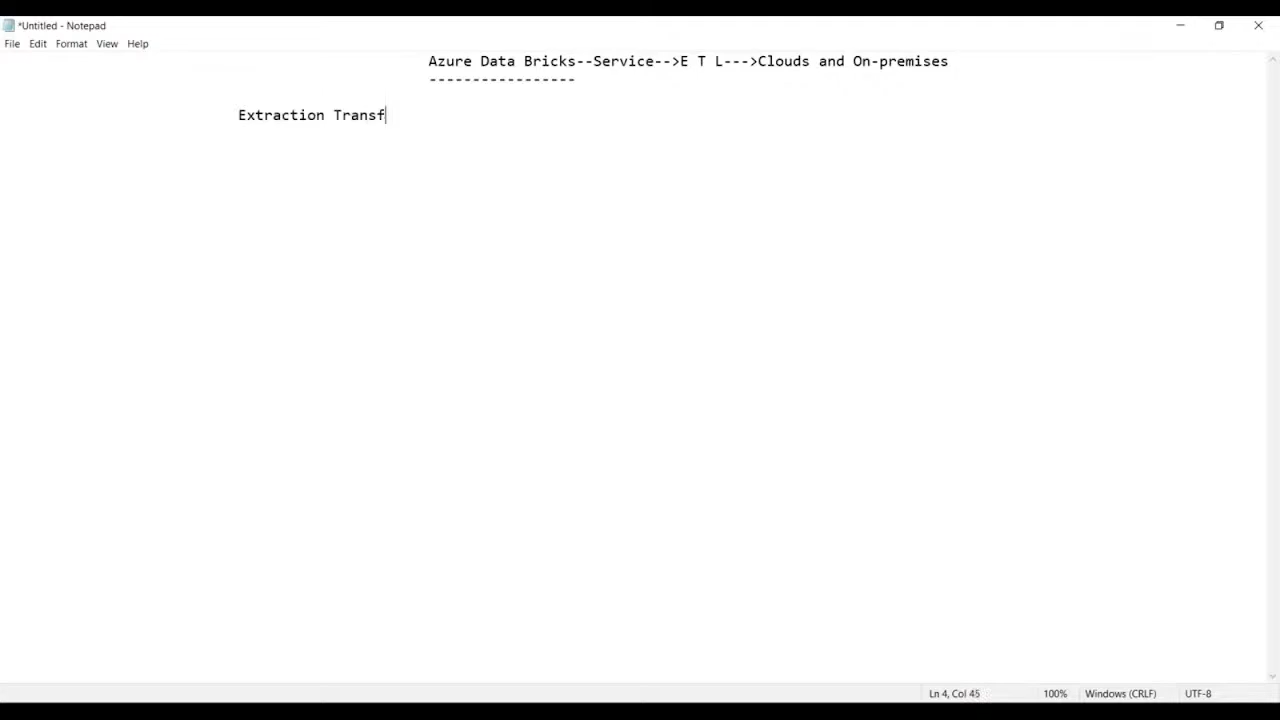 *Untitled - Notepad
File Edit Format View Help
Azure Data Bricks--Service-->E T L--->Clouds and On-premises
-----------------
Extraction Transf
Ln 4, Col 45 100% Windows (CRLF) UTF-8